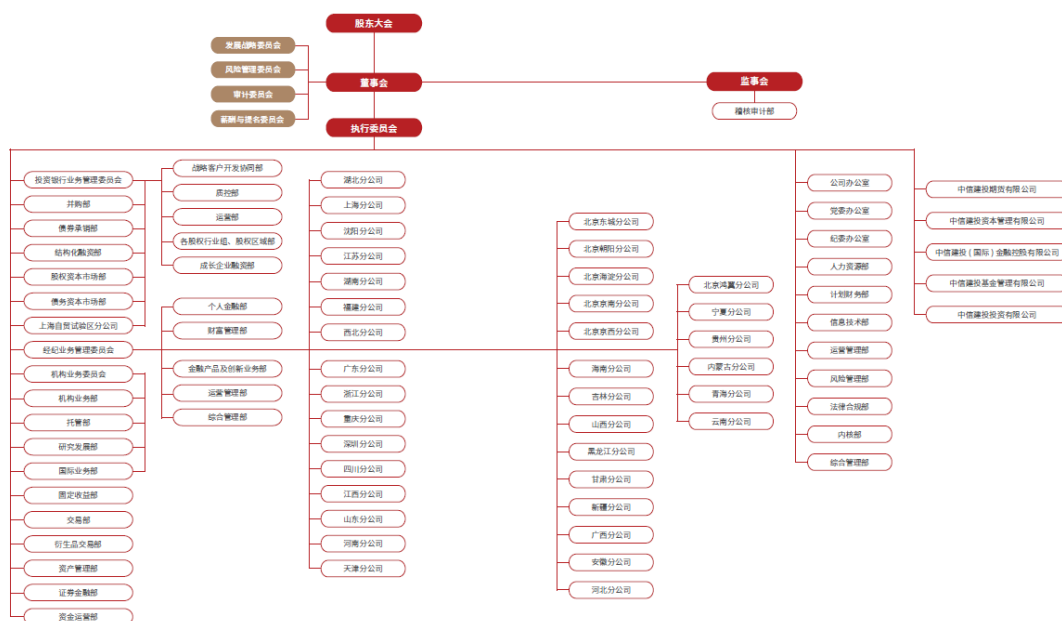 股东大会
发展战略委员会
风险管理委员会
审计委员会
薪酬与提名委员会
董事会
监事会
稽核审计部
执行委员会
投资银行业务管理委员会
并购部
债券承销部
结构化融资部
股权资本市场部
债务资本市场部
上海自贸试验区分公司
经纪业务管理委员会
机构业务委员会
机构业务部
托管部
研究发展部
国际业务部
固定收益部
交易部
衍生品交易部
资产管理部
证券金融部
资金运营部
战略客户开发协同部
质控部
运营部
各股权行业组、股权区域部
成长企业融资部
个人金融部
财富管理部
金融产品及创新业务部
运营管理部
综合管理部
湖北分公司
上海分公司
沈阳分公司
江苏分公司
湖南分公司
福建分公司
西北分公司
广东分公司
浙江分公司
重庆分公司
深圳分公司
四川分公司
江西分公司
山东分公司
河南分公司
天津分公司
北京东城分公司
北京朝阳分公司
北京海淀分公司
北京京南分公司
北京京西分公司
海南分公司
吉林分公司
山西分公司
黑龙江分公司
甘肃分公司
新疆分公司
广西分公司
安徽分公司
河北分公司
北京鸿翼分公司
宁夏分公司
贵州分公司
内蒙古分公司
青海分公司
云南分公司
公司办公室
党委办公室
纪委办公室
人力资源部
计划财务部
信息技术部
运营管理部
风险管理部
法律合规部
内核部
综合管理部
中信建投期货有限公司
中信建投资本管理有限公司
中信建投(国际)金融控股有限公司
中信建投基金管理有限公司
中信建投投资有限公司